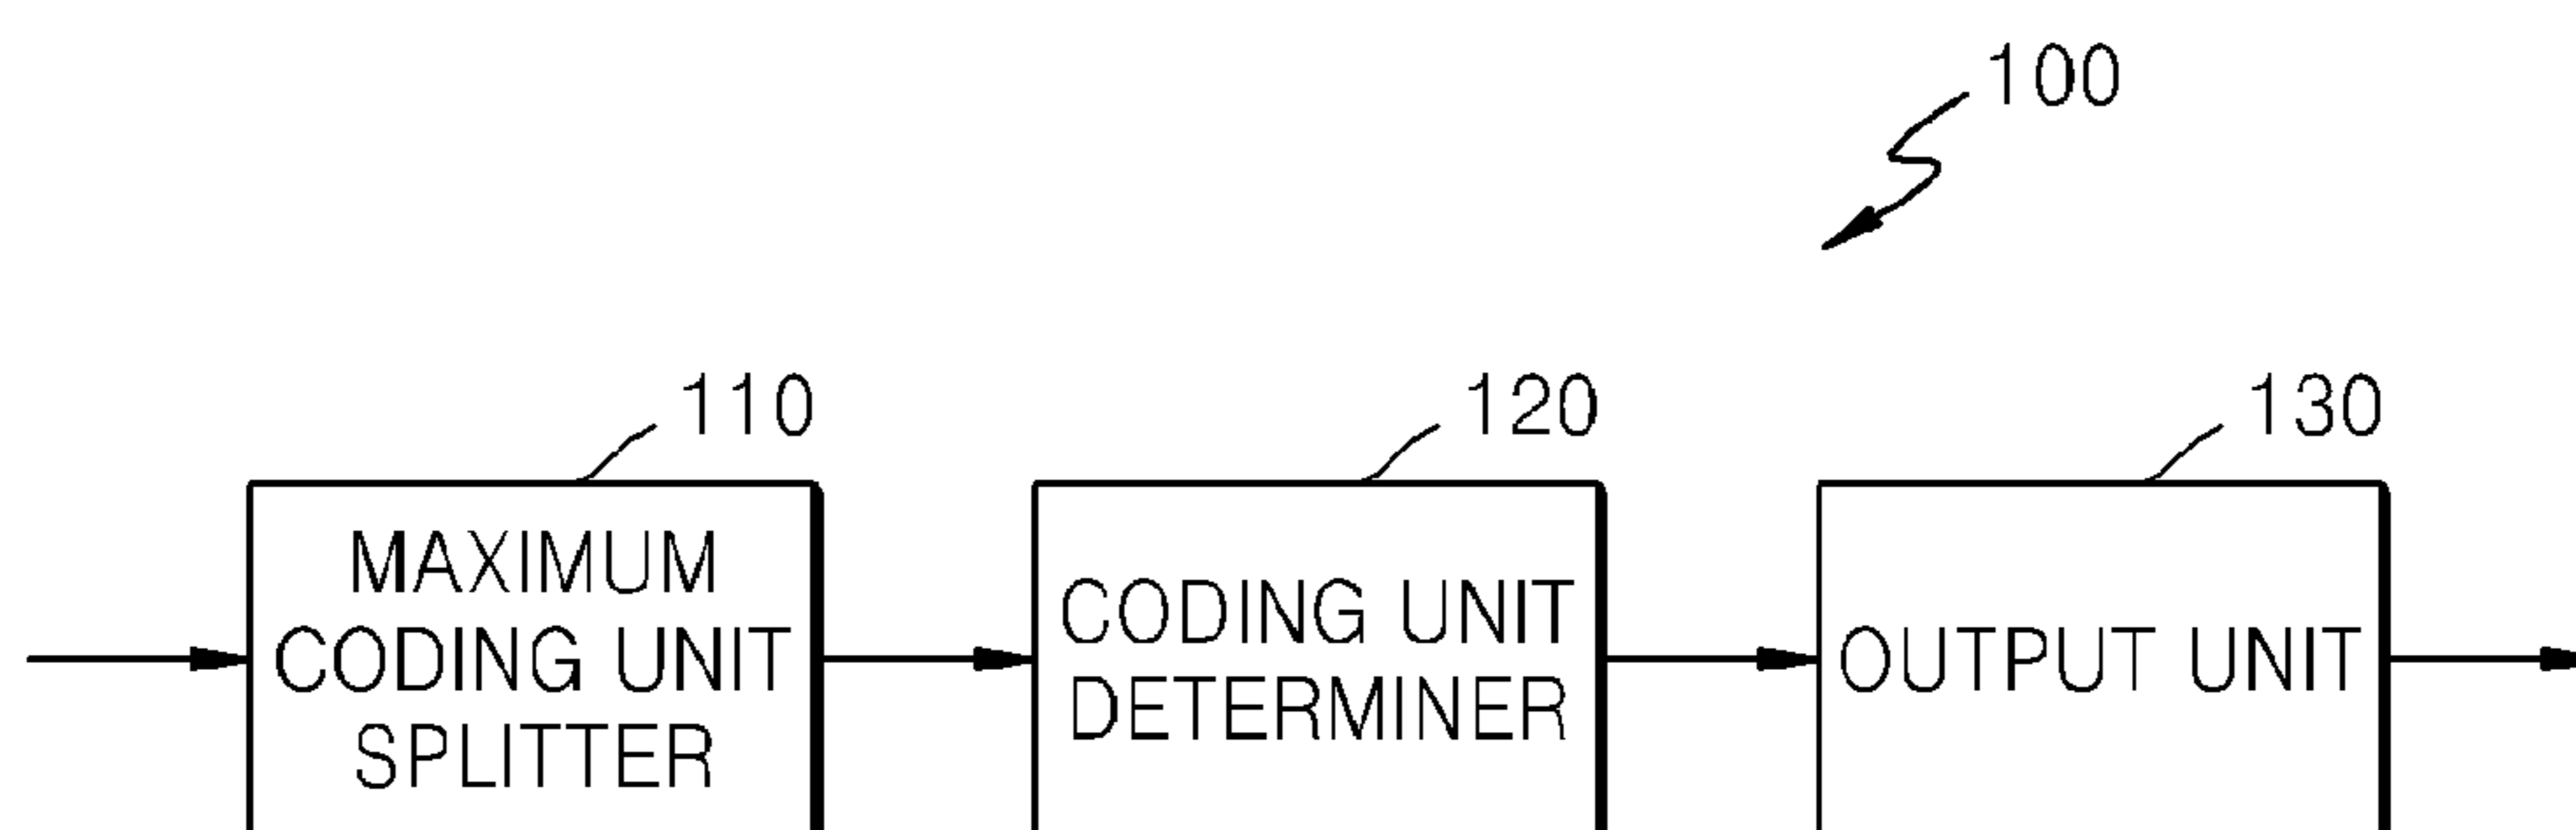 100
110
120
130
MAXIMUM
CODING UNIT
SPLITTER
CODING UNIT
DETERMINER
OUTPUT UNIT